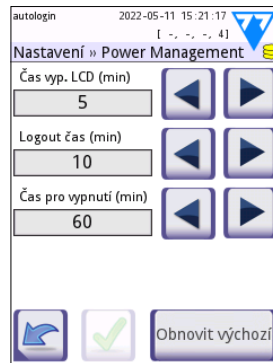 autologin 2022-05-11 15:21:17
[ -, -, -, 4]
Nastavení » Power Management
Čas vyp. LCD (min)
5
Logout čas (min)
10
Čas pro vypnutí (min)
60
Obnovit výchozí